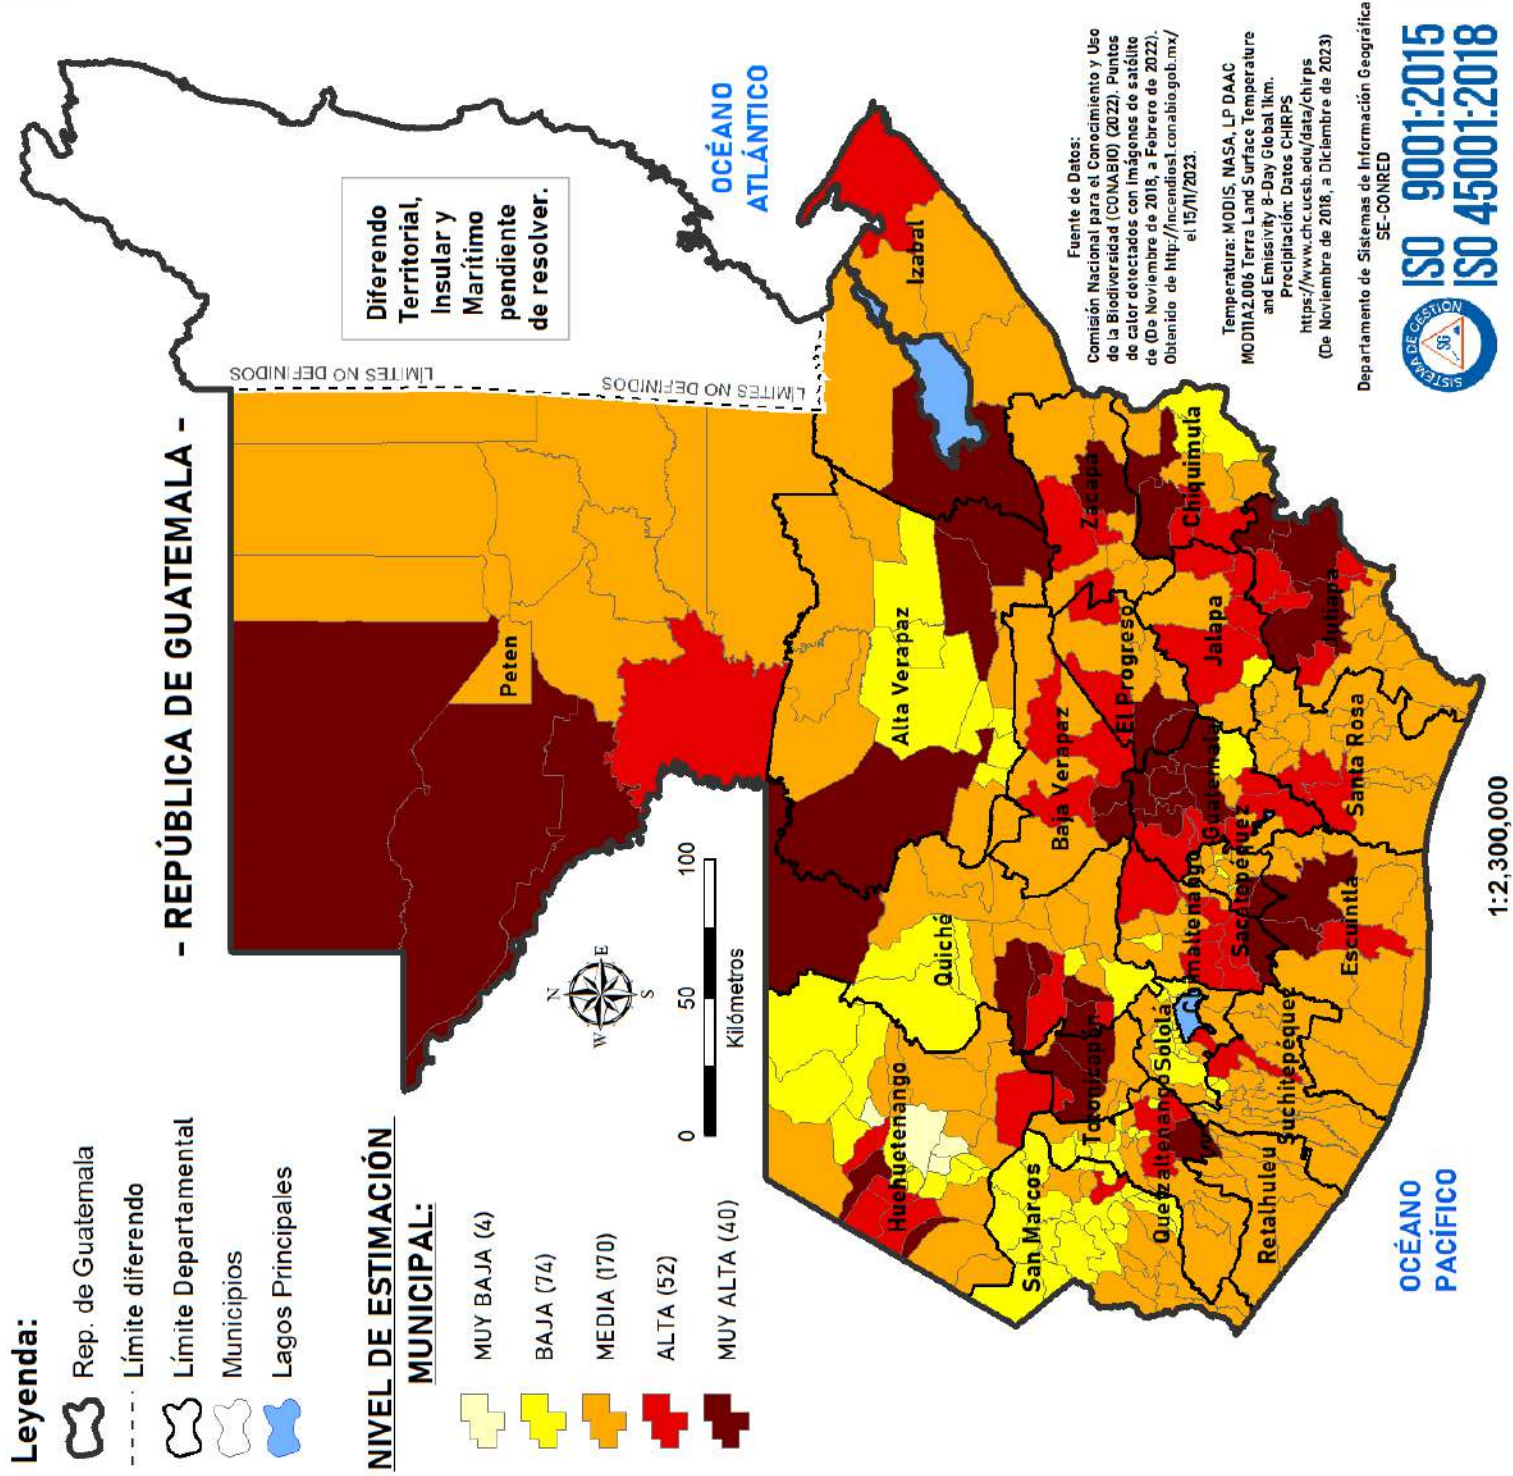 - REPÚBLICA DE GUATEMALA -
Leyenda:
Rep. de Guatemala
Límite diferendo
Límite Departamental
Municipios
Lagos Principales
NIVEL DE ESTIMACIÓN
MUNICIPAL:
MUY BAJA (4)
BAJA (74)
MEDIA (170)
ALTA (52)
MUY ALTA (40)
N
W
E
S
0
50
100
Kilómetros
Diferendo
Territorial,
Insular y
Marítimo
pendiente
de resolver.
LÍMITES NO DEFINIDOS
LÍMITES NO DEFINIDOS
OCÉANO
ATLÁNTICO
Peten
Izabal
Alta Verapaz
Quiché
Huehuetenango
Baja Verapaz
Zacapa
El Progreso
Chiquimula
Jalapa
Guatemala
Jutiapa
Santa Rosa
Sacatepéquez
Chimaltenango
Escuintla
Totonicapán
Sololá
Suchitepéquez
Quetzaltenango
San Marcos
Retalhuleu
OCÉANO
PACÍFICO
1:2,300,000
Fuente de Datos:
Comisión Nacional para el Conocimiento y Uso
de la Biodiversidad (CONABIO) (2022). Puntos
de calor detectados con imágenes de satélite
de (De Noviembre de 2018, a Febrero de 2022).
Obtenido de http://incendios1.conabio.gob.mx/
el 15/11/2023.
Temperatura: MODIS, NASA, LP DAAC
MOD11A2.006 Terra Land Surface Temperature
and Emissivity 8-Day Global 1km.
Precipitación: Datos CHIRPS
https://www.chc.ucsb.edu/data/chirps
(De Noviembre de 2018, a Diciembre de 2023)
Departamento de Sistemas de Información Geográfica
SE-CONRED
SISTEMA DE GESTIÓN
SG
ISO 9001:2015
ISO 45001:2018